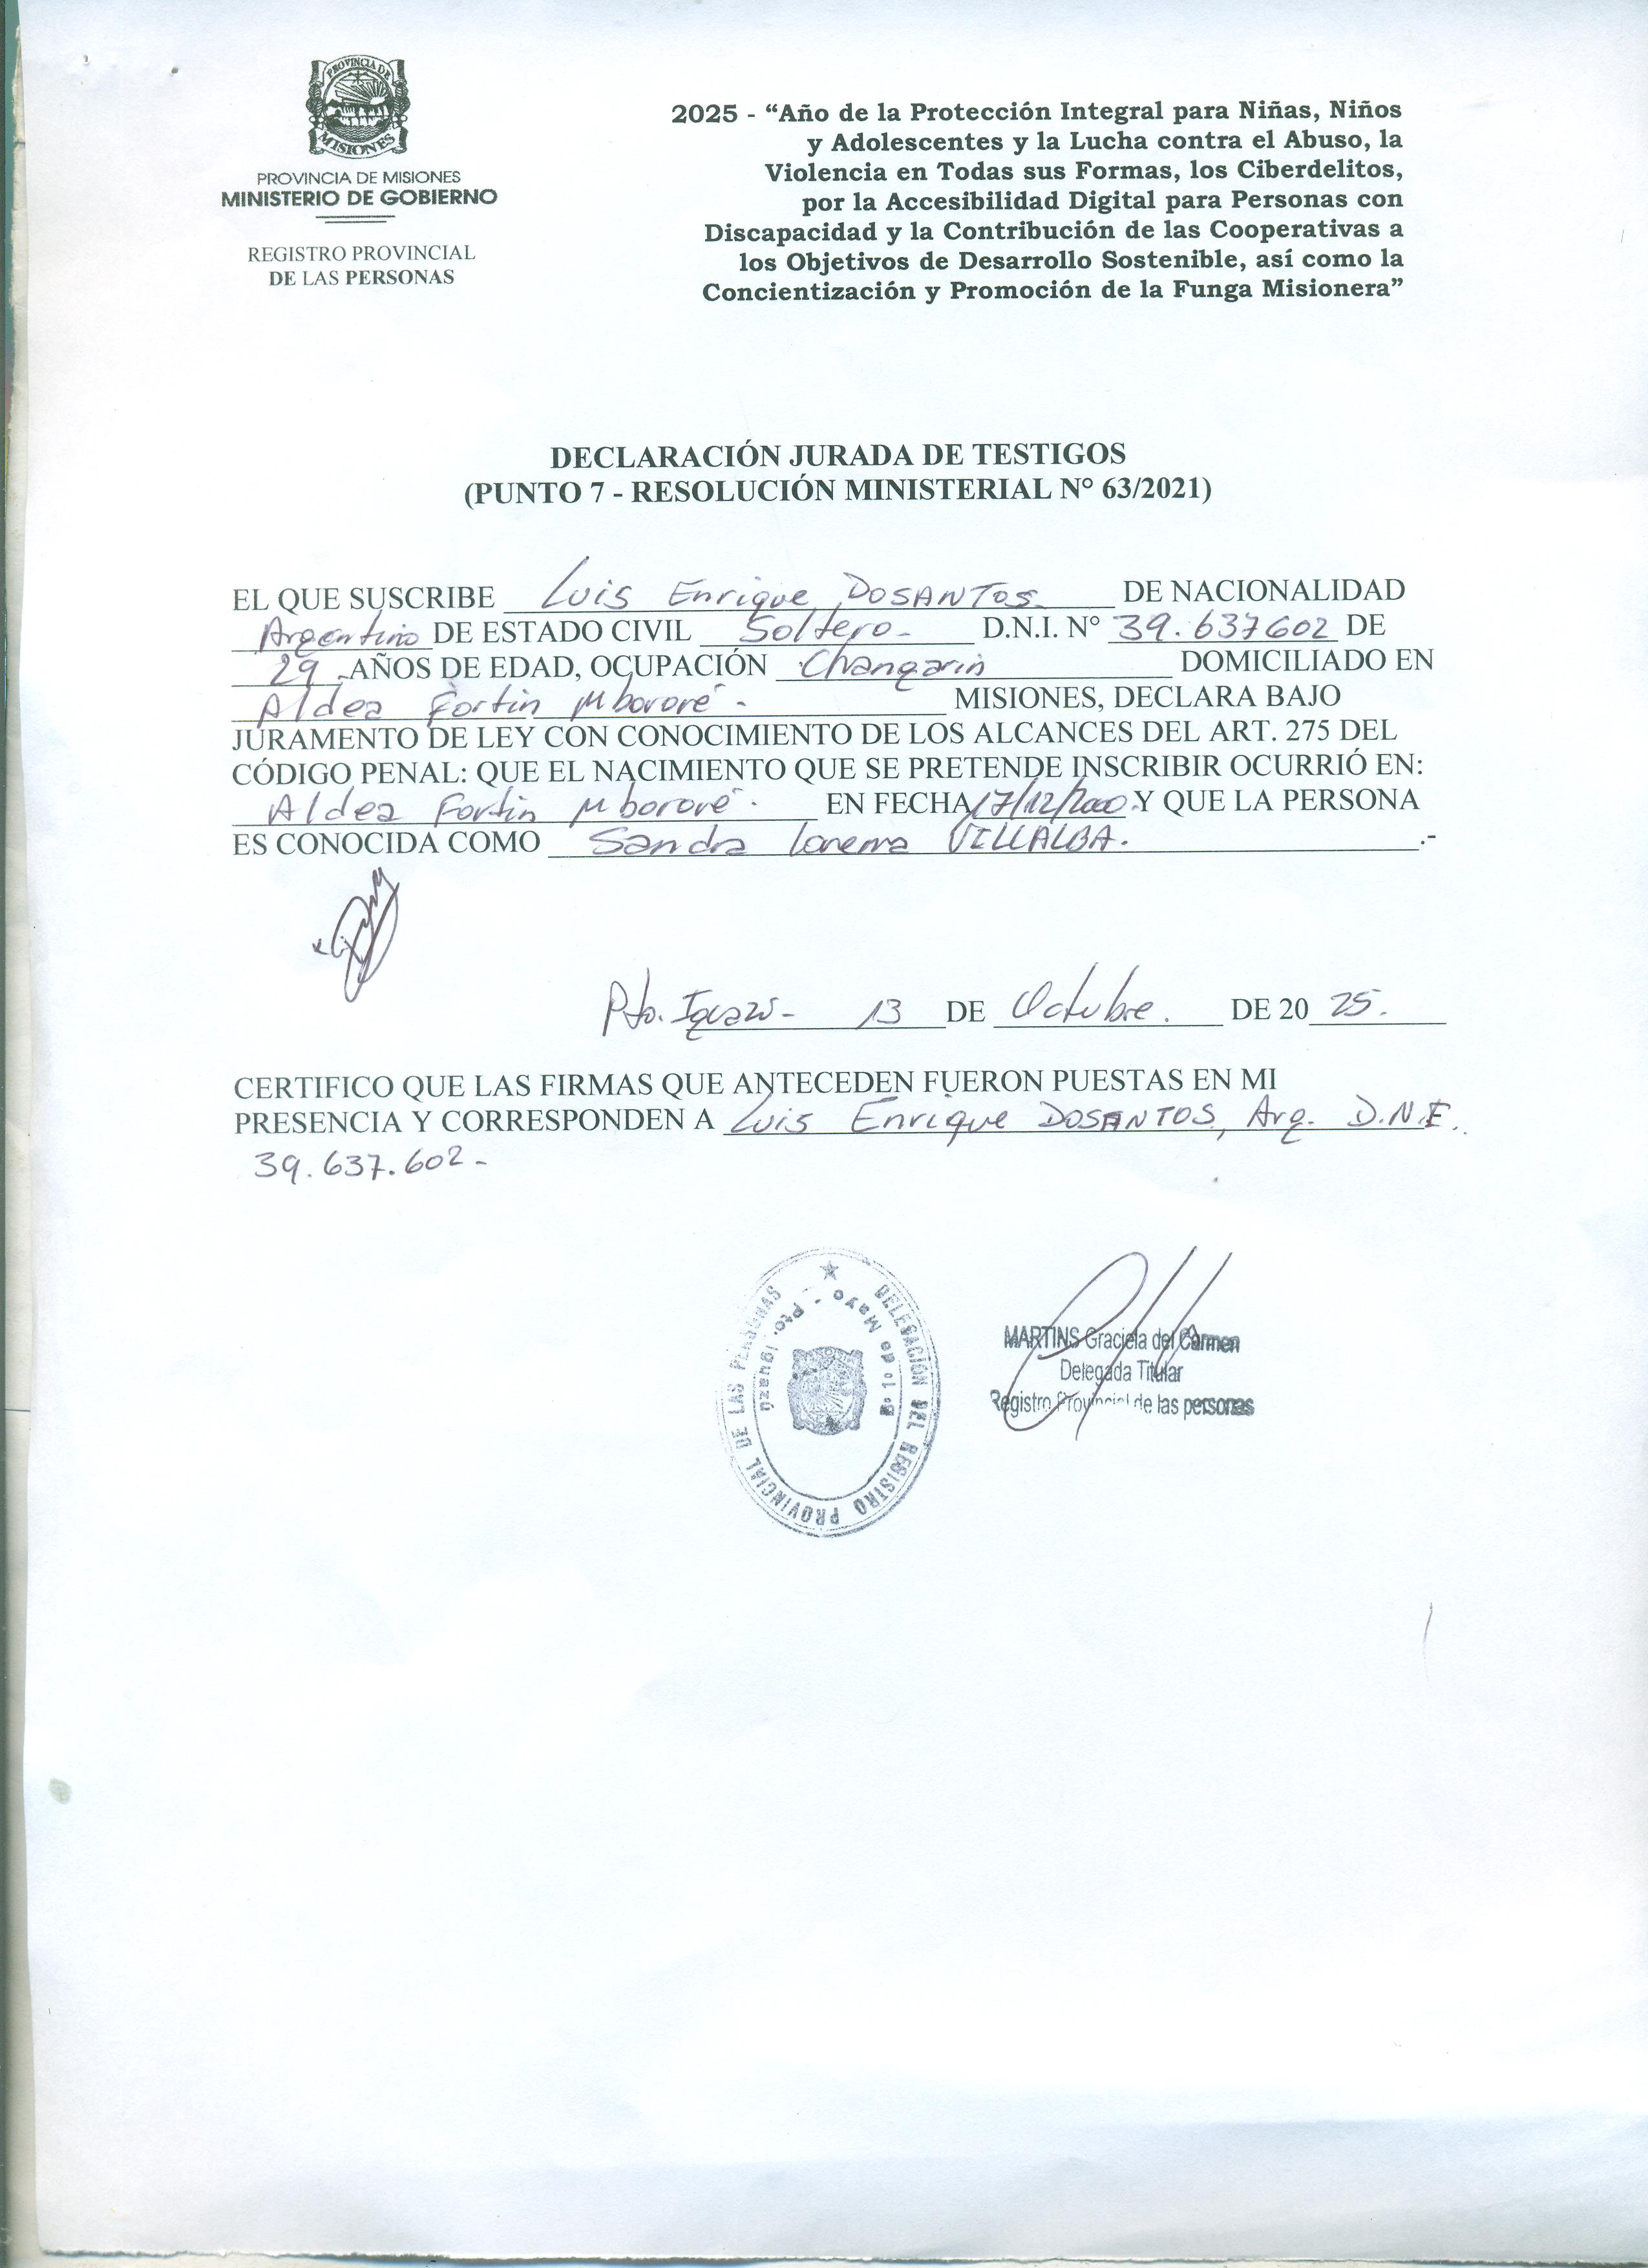 PROVINCIA DE
MISIONES
PROVINCIA DE MISIONES
MINISTERIO DE GOBIERNO
REGISTRO PROVINCIAL
DE LAS PERSONAS
2025 - “Año de la Protección Integral para Niñas, Niños
y Adolescentes y la Lucha contra el Abuso, la
Violencia en Todas sus Formas, los Ciberdelitos,
por la Accesibilidad Digital para Personas con
Discapacidad y la Contribución de las Cooperativas a
los Objetivos de Desarrollo Sostenible, así como la
Concientización y Promoción de la Funga Misionera”
DECLARACIÓN JURADA DE TESTIGOS
(PUNTO 7 - RESOLUCIÓN MINISTERIAL N° 63/2021)
EL QUE SUSCRIBE Luis Enrique DOSANTOS DE NACIONALIDAD
Argentino DE ESTADO CIVIL Soltero- D.N.I. N° 39.637602 DE
29 AÑOS DE EDAD, OCUPACIÓN Changarin DOMICILIADO EN
Aldea Fortin Mbororé - MISIONES, DECLARA BAJO
JURAMENTO DE LEY CON CONOCIMIENTO DE LOS ALCANCES DEL ART. 275 DEL
CÓDIGO PENAL: QUE EL NACIMIENTO QUE SE PRETENDE INSCRIBIR OCURRIÓ EN:
Aldea Fortin Mbororé. EN FECHA 17/12/2000. Y QUE LA PERSONA
ES CONOCIDA COMO Sandra Lorena VILLALBA. .-
Pto. Iguazú- 13 DE Octubre. DE 20 25.
CERTIFICO QUE LAS FIRMAS QUE ANTECEDEN FUERON PUESTAS EN MI
PRESENCIA Y CORRESPONDEN A Luis Enrique DOSANTOS, Arg. D.N.I.
39.637.602-
DELEGACIÓN DEL REGISTRO PROVINCIAL DE LAS PERSONAS
Bº 1º de Mayo - Pto. Iguazú
MARTINS Graciela del Carmen
Delegada Titular
Registro Provincial de las personas